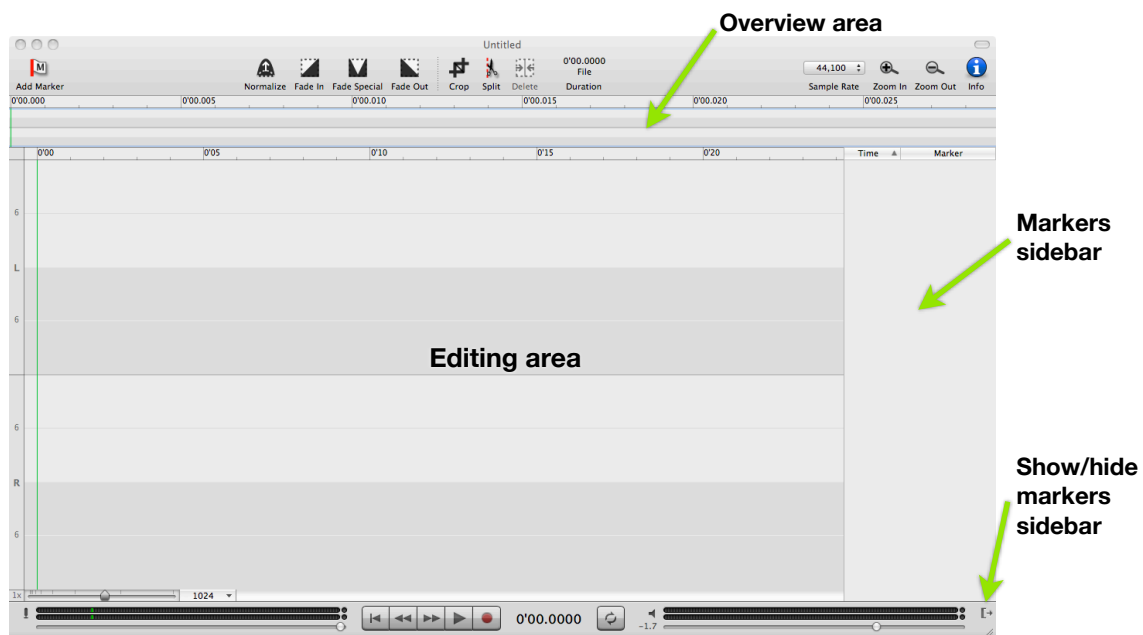 Overview area
Untitled
M
0'00.0000
File
44,100
Add Marker
Normalize Fade In Fade Special Fade Out Crop Split Delete Duration Sample Rate Zoom In Zoom Out Info
0'00.000 0'00.005 0'00.010 0'00.015 0'00.020 0'00.025
0'00 0'05 0'10 0'15 0'20 Time Marker
6
Markers
sidebar
L
6
Editing area
6
Show/hide
markers
sidebar
R
6
1x 1024
0'00.0000
-1.7